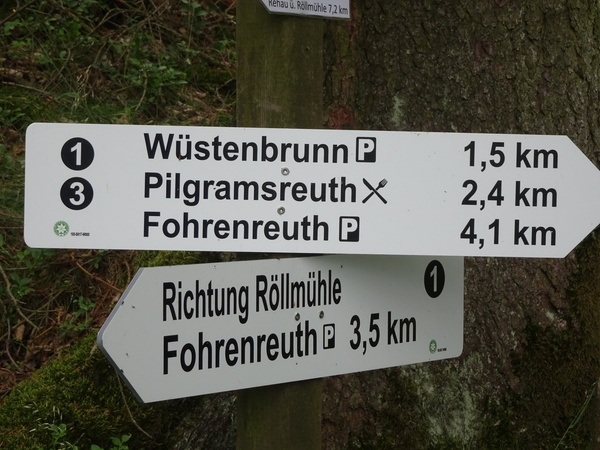 Rehau ü. Röllmühle 7,2 km
1 Wüstenbrunn P 1,5 km
3 Pilgramsreuth 2,4 km
Fohrenreuth P 4,1 km
Richtung Röllmühle 1
Fohrenreuth P 3,5 km